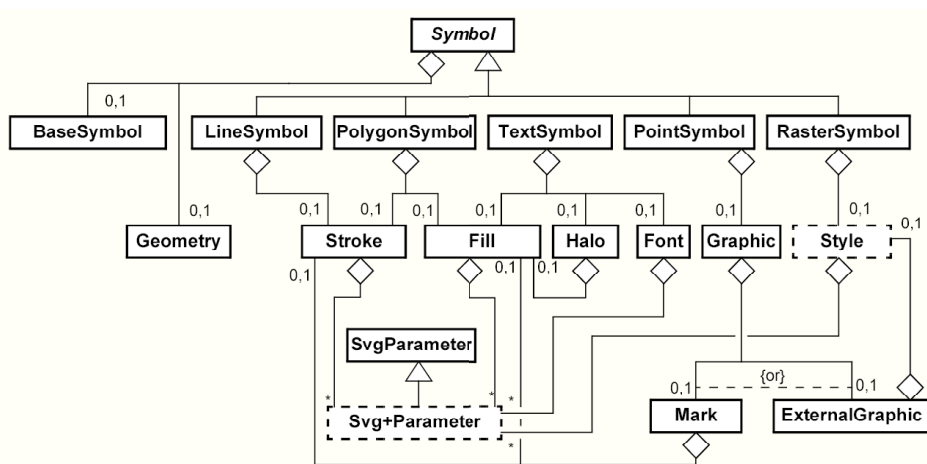 Symbol
0,1
BaseSymbol LineSymbol PolygonSymbol TextSymbol PointSymbol RasterSymbol
0,1 0,1 0,1 0,1 0,1 0,1 0,1 0,1 0,1 0,1
Geometry Stroke Fill Halo Font Graphic Style
0,1 0,1 0,1
SvgParameter
{or}
0,1 0,1
* * *
Svg+Parameter Mark ExternalGraphic
*